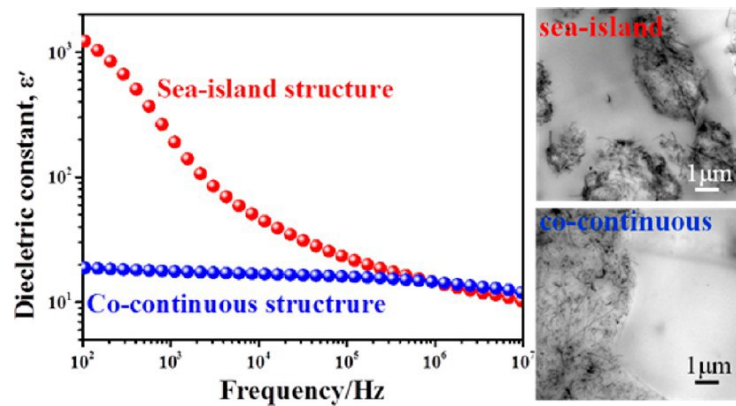 Diecletric constant, ε'
10³
10²
10¹
Sea-island structure
Co-continuous structrure
10² 10³ 10⁴ 10⁵ 10⁶ 10⁷
Frequency/Hz
sea-island
1μm
co-continuous
1μm